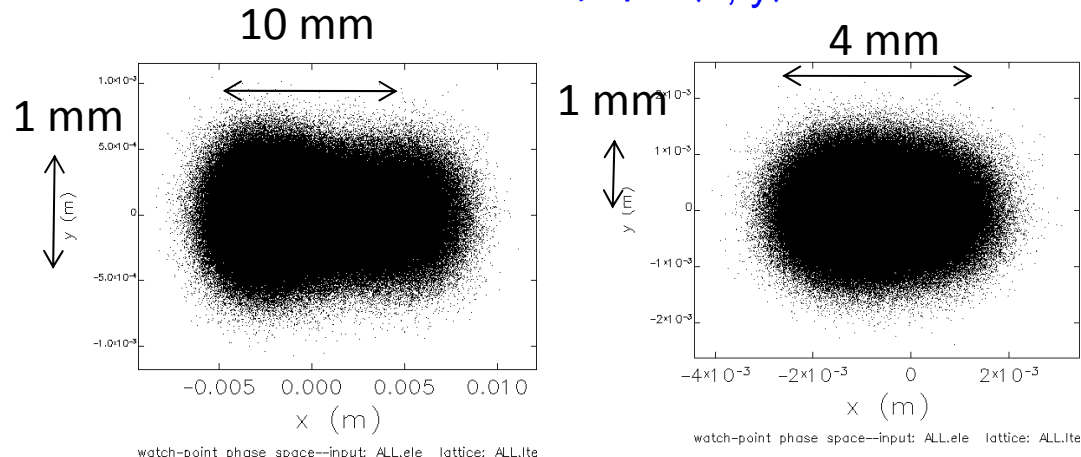 10 mm
4 mm
1 mm
1 mm
1.0×10⁻³
5.0×10⁻⁴
0
−5.0×10⁻⁴
−1.0×10⁻³
y (m)
−0.005 0.000 0.005 0.010
x (m)
watch-point phase space--input: ALL.ele lattice: ALL.lte
×10⁻³
1×10⁻³
0
−1×10⁻³
−2×10⁻³
y (m)
−4×10⁻³ −2×10⁻³ 0 2×10⁻³
x (m)
watch-point phase space--input: ALL.ele lattice: ALL.lte